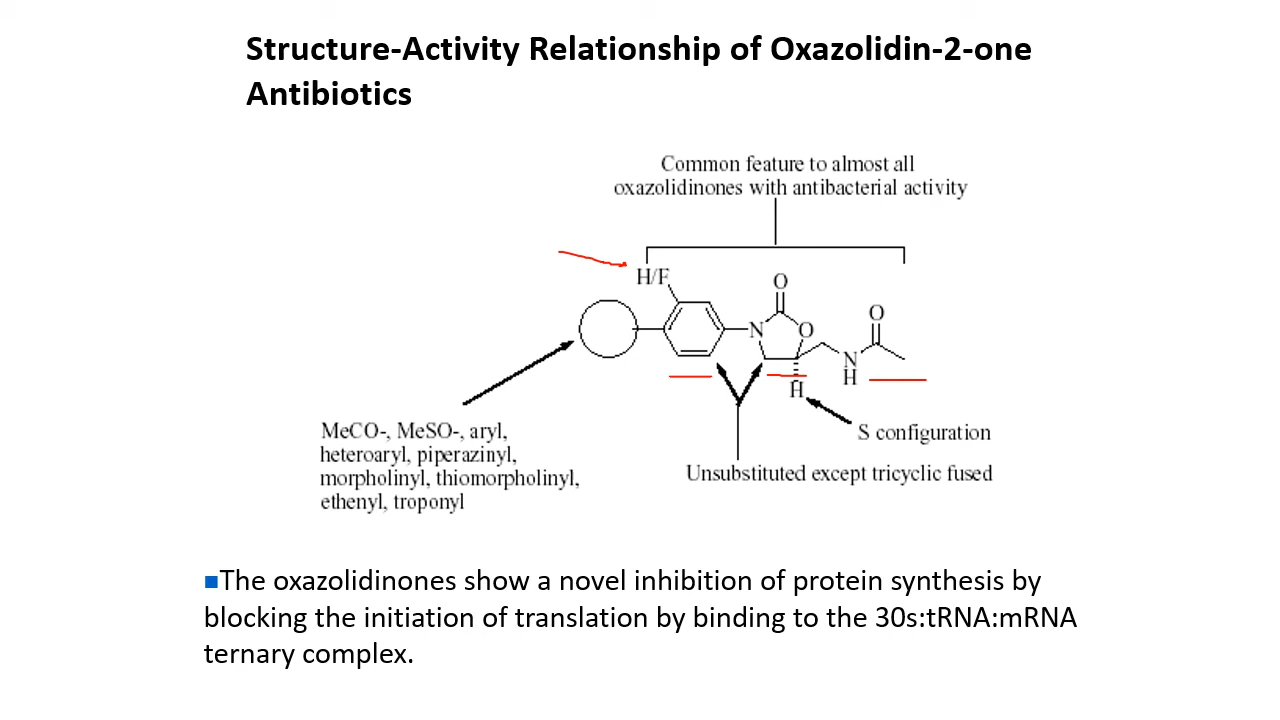 Structure-Activity Relationship of Oxazolidin-2-one
Antibiotics
Common feature to almost all
oxazolidinones with antibacterial activity
H/F
O
N
O
O
N
H
H
S configuration
MeCO-, MeSO-, aryl,
heteroaryl, piperazinyl,
morpholinyl, thiomorpholinyl,
ethenyl, troponyl
Unsubstituted except tricyclic fused
■The oxazolidinones show a novel inhibition of protein synthesis by
blocking the initiation of translation by binding to the 30s:tRNA:mRNA
ternary complex.